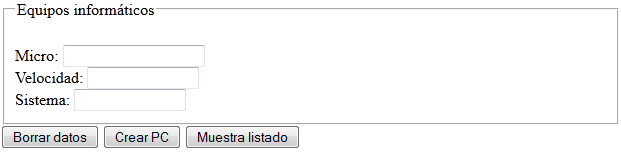 Equipos informáticos
Micro:
Velocidad:
Sistema:
Borrar datos Crear PC Muestra listado